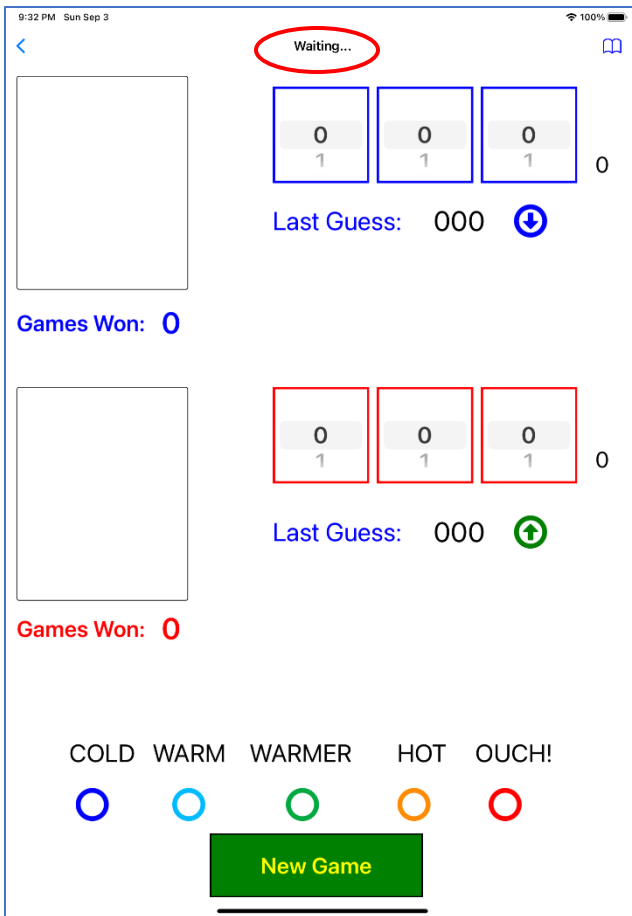 9:32 PM Sun Sep 3
100%
Waiting...
0 0 0
1 1 1
0
Last Guess: 000
Games Won: 0
0 0 0
1 1 1
0
Last Guess: 000
Games Won: 0
COLD WARM WARMER HOT OUCH!
New Game